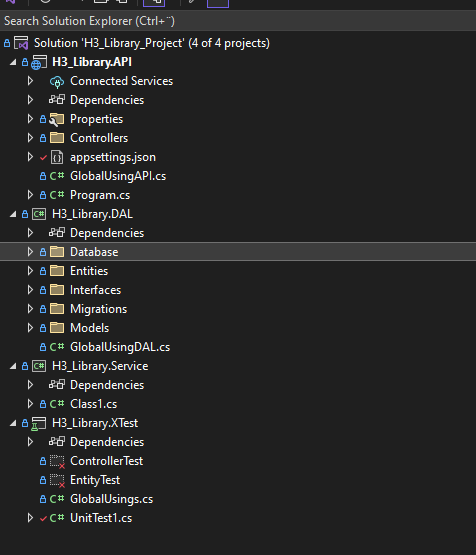 Search Solution Explorer (Ctrl+¨)
Solution 'H3_Library_Project' (4 of 4 projects)
H3_Library.API
Connected Services
Dependencies
Properties
Controllers
appsettings.json
C# GlobalUsingAPI.cs
C# Program.cs
C# H3_Library.DAL
Dependencies
Database
Entities
Interfaces
Migrations
Models
C# GlobalUsingDAL.cs
C# H3_Library.Service
Dependencies
C# Class1.cs
H3_Library.XTest
Dependencies
ControllerTest
EntityTest
C# GlobalUsings.cs
C# UnitTest1.cs